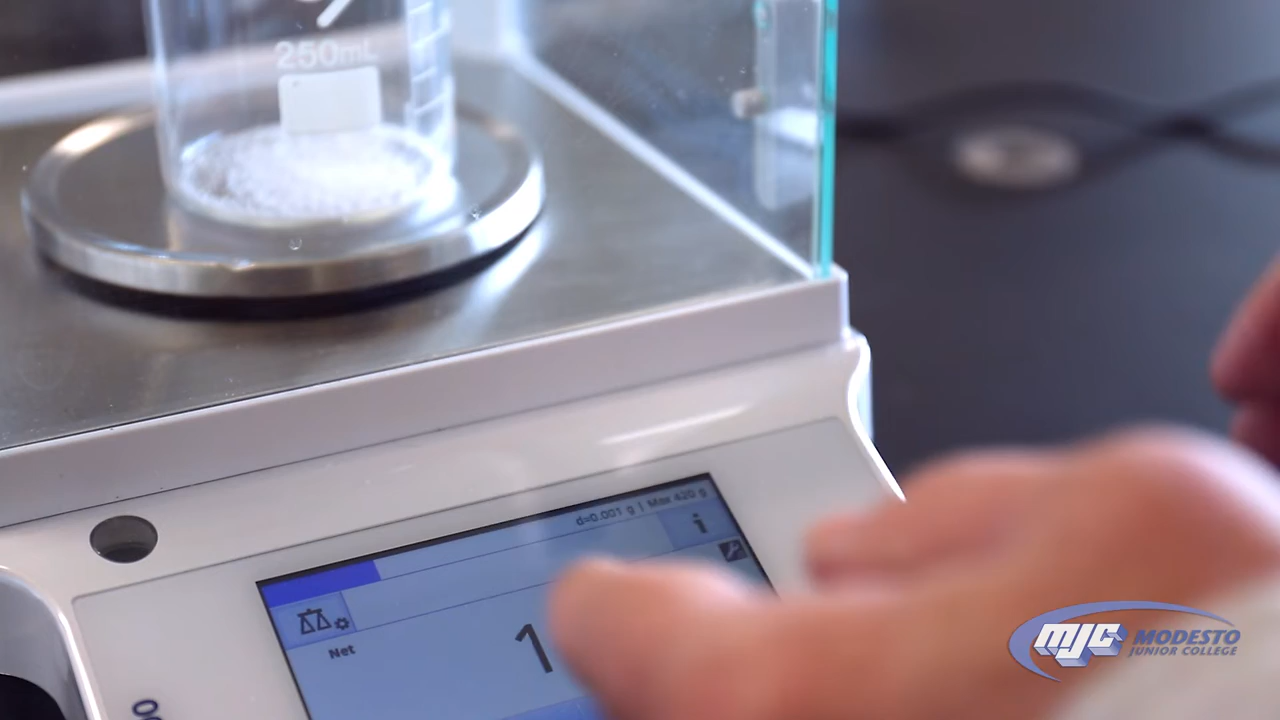 250mL
d=0.001 g | Max 420 g
i
Net
1
MJC MODESTO
JUNIOR COLLEGE